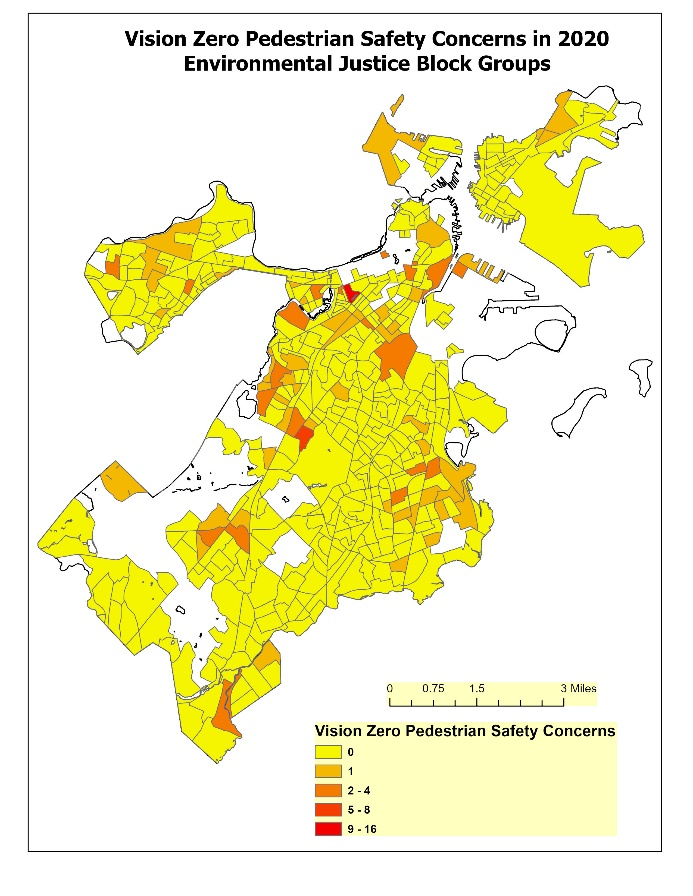 Vision Zero Pedestrian Safety Concerns in 2020
Environmental Justice Block Groups
0 0.75 1.5 3 Miles
Vision Zero Pedestrian Safety Concerns
0
1
2 - 4
5 - 8
9 - 16